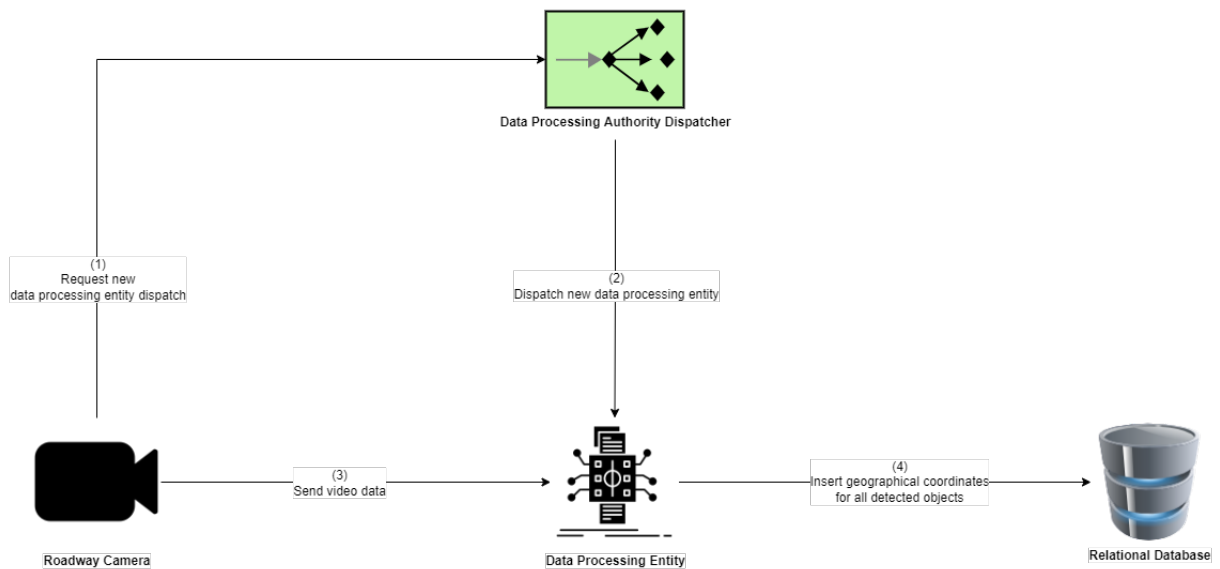 Data Processing Authority Dispatcher
(1)
Request new
data processing entity dispatch
(2)
Dispatch new data processing entity
(3)
Send video data
(4)
Insert geographical coordinates
for all detected objects
Roadway Camera
Data Processing Entity
Relational Database